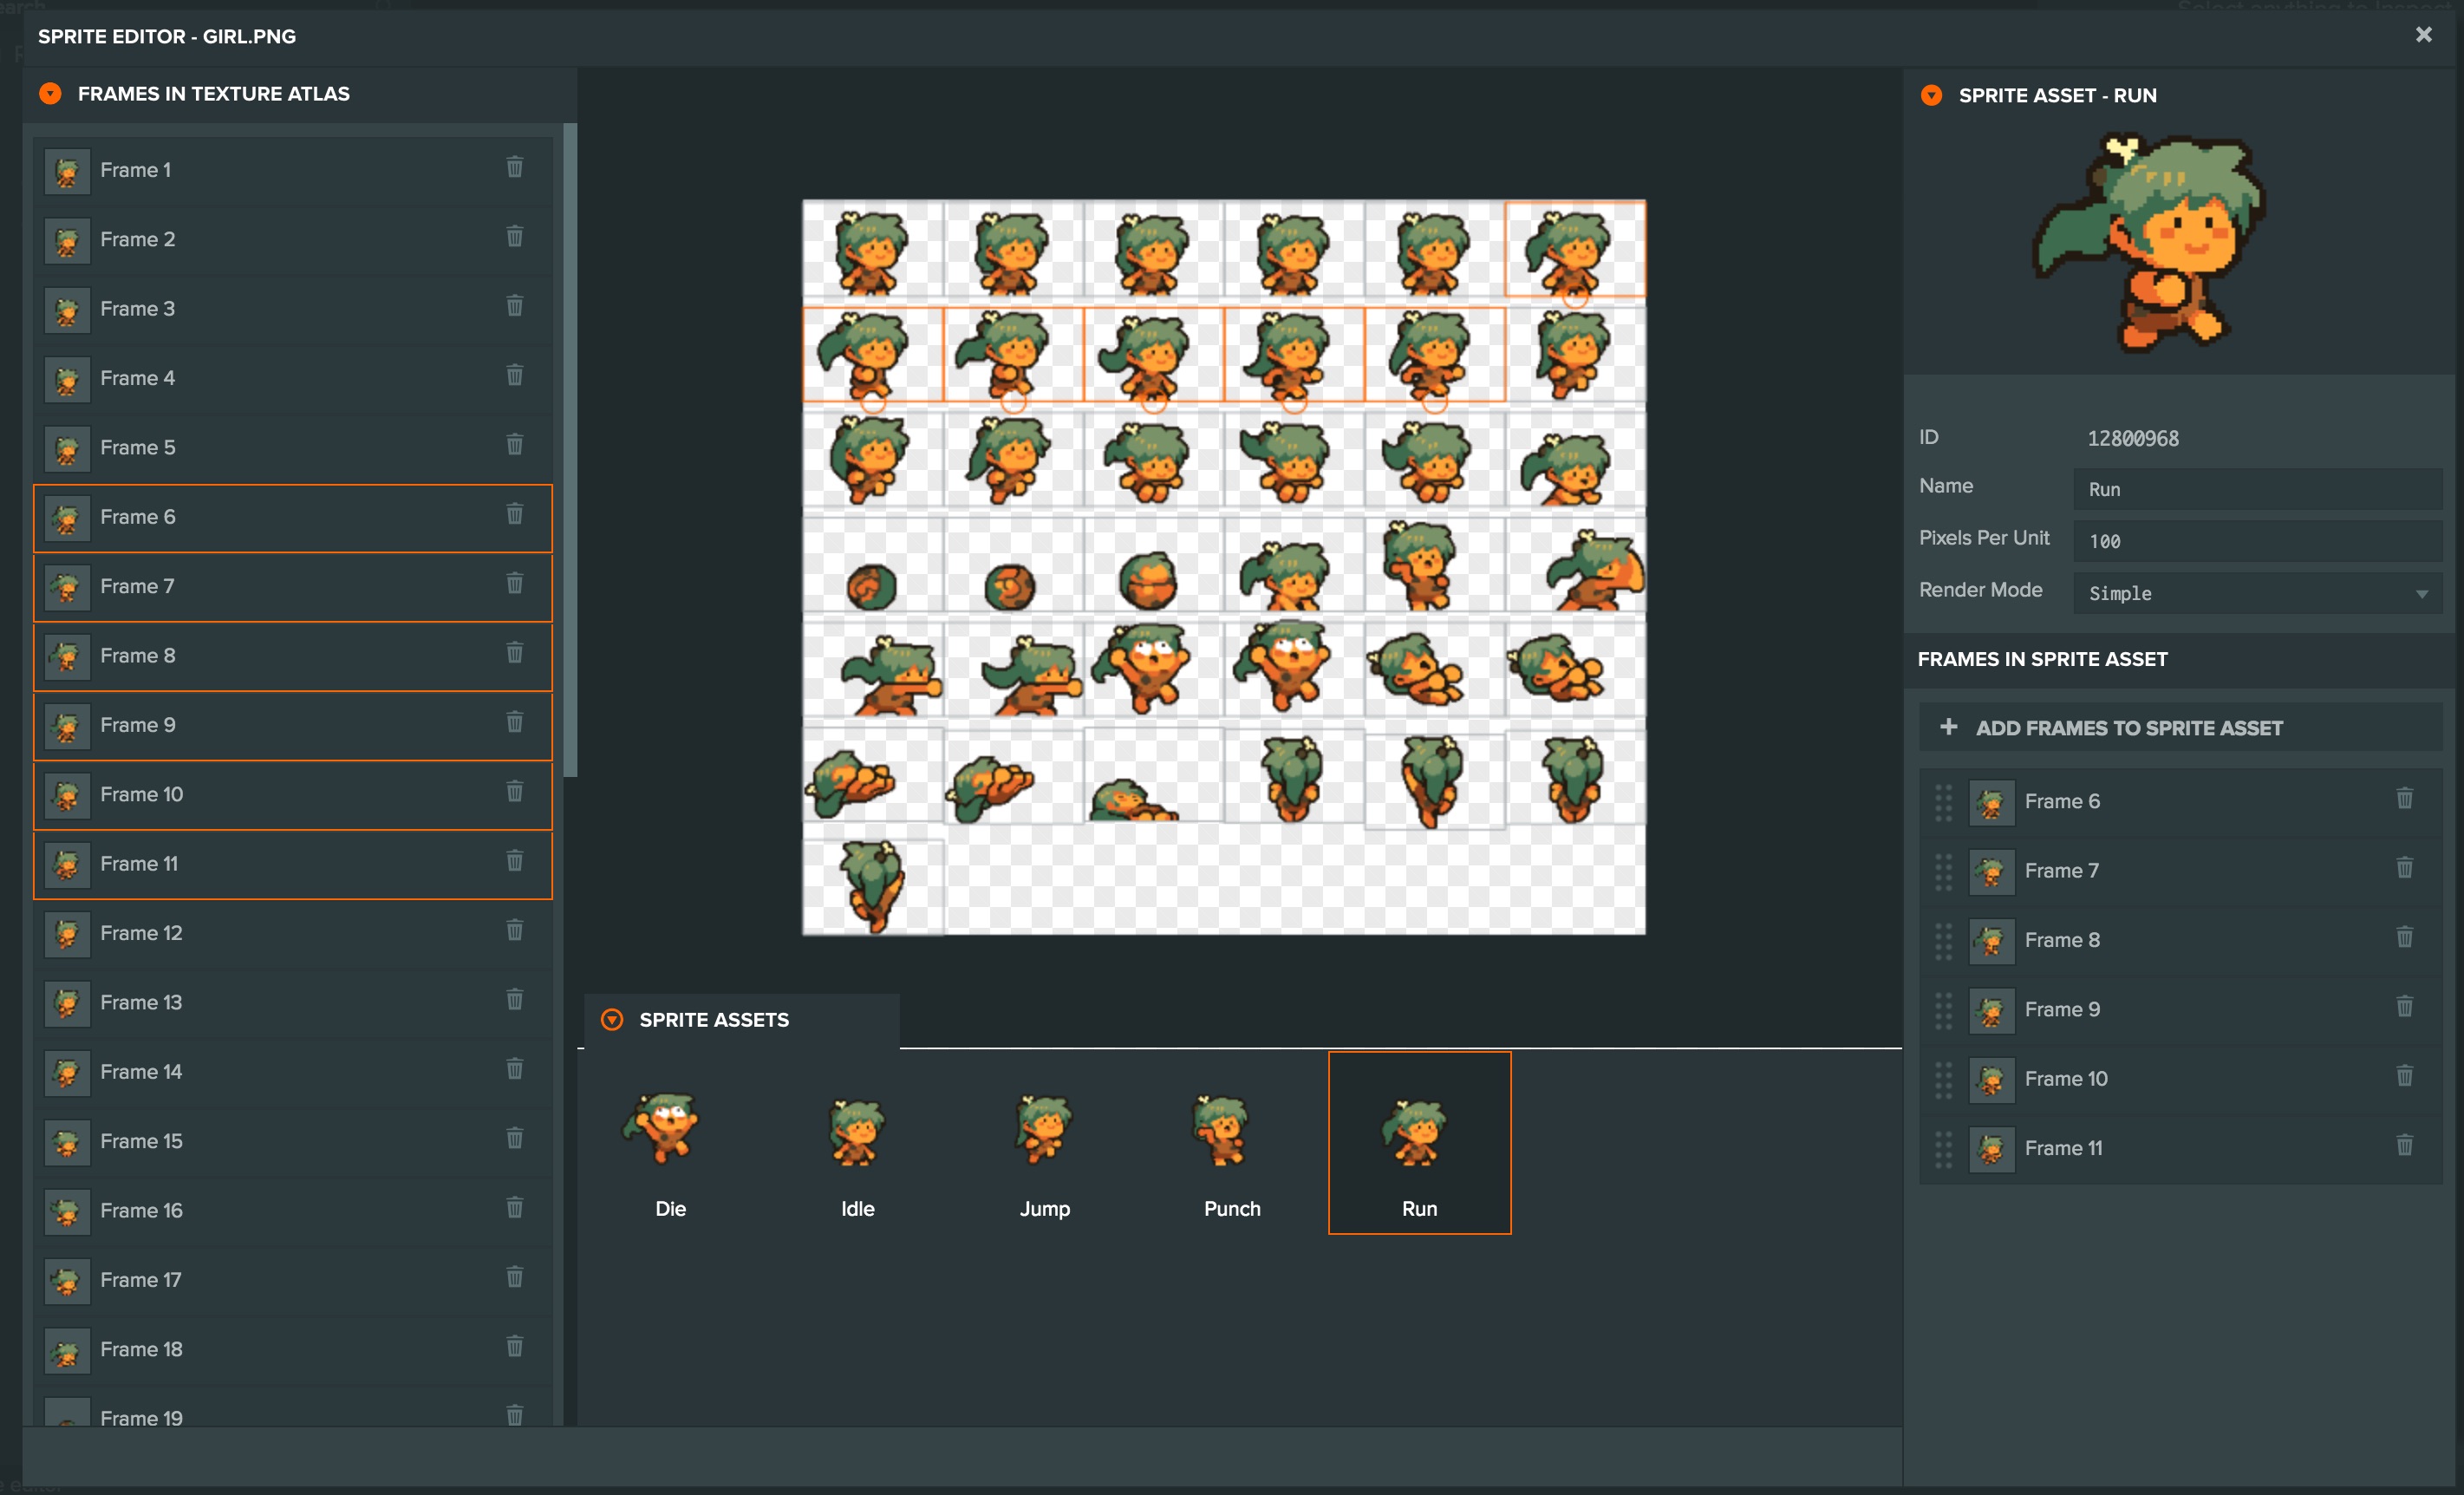 SPRITE EDITOR - GIRL.PNG
FRAMES IN TEXTURE ATLAS
Frame 1
Frame 2
Frame 3
Frame 4
Frame 5
Frame 6
Frame 7
Frame 8
Frame 9
Frame 10
Frame 11
Frame 12
Frame 13
Frame 14
Frame 15
Frame 16
Frame 17
Frame 18
Frame 19
SPRITE ASSETS
Die
Idle
Jump
Punch
Run
SPRITE ASSET - RUN
ID 12800968
Name Run
Pixels Per Unit 100
Render Mode Simple
FRAMES IN SPRITE ASSET
+ ADD FRAMES TO SPRITE ASSET
Frame 6
Frame 7
Frame 8
Frame 9
Frame 10
Frame 11